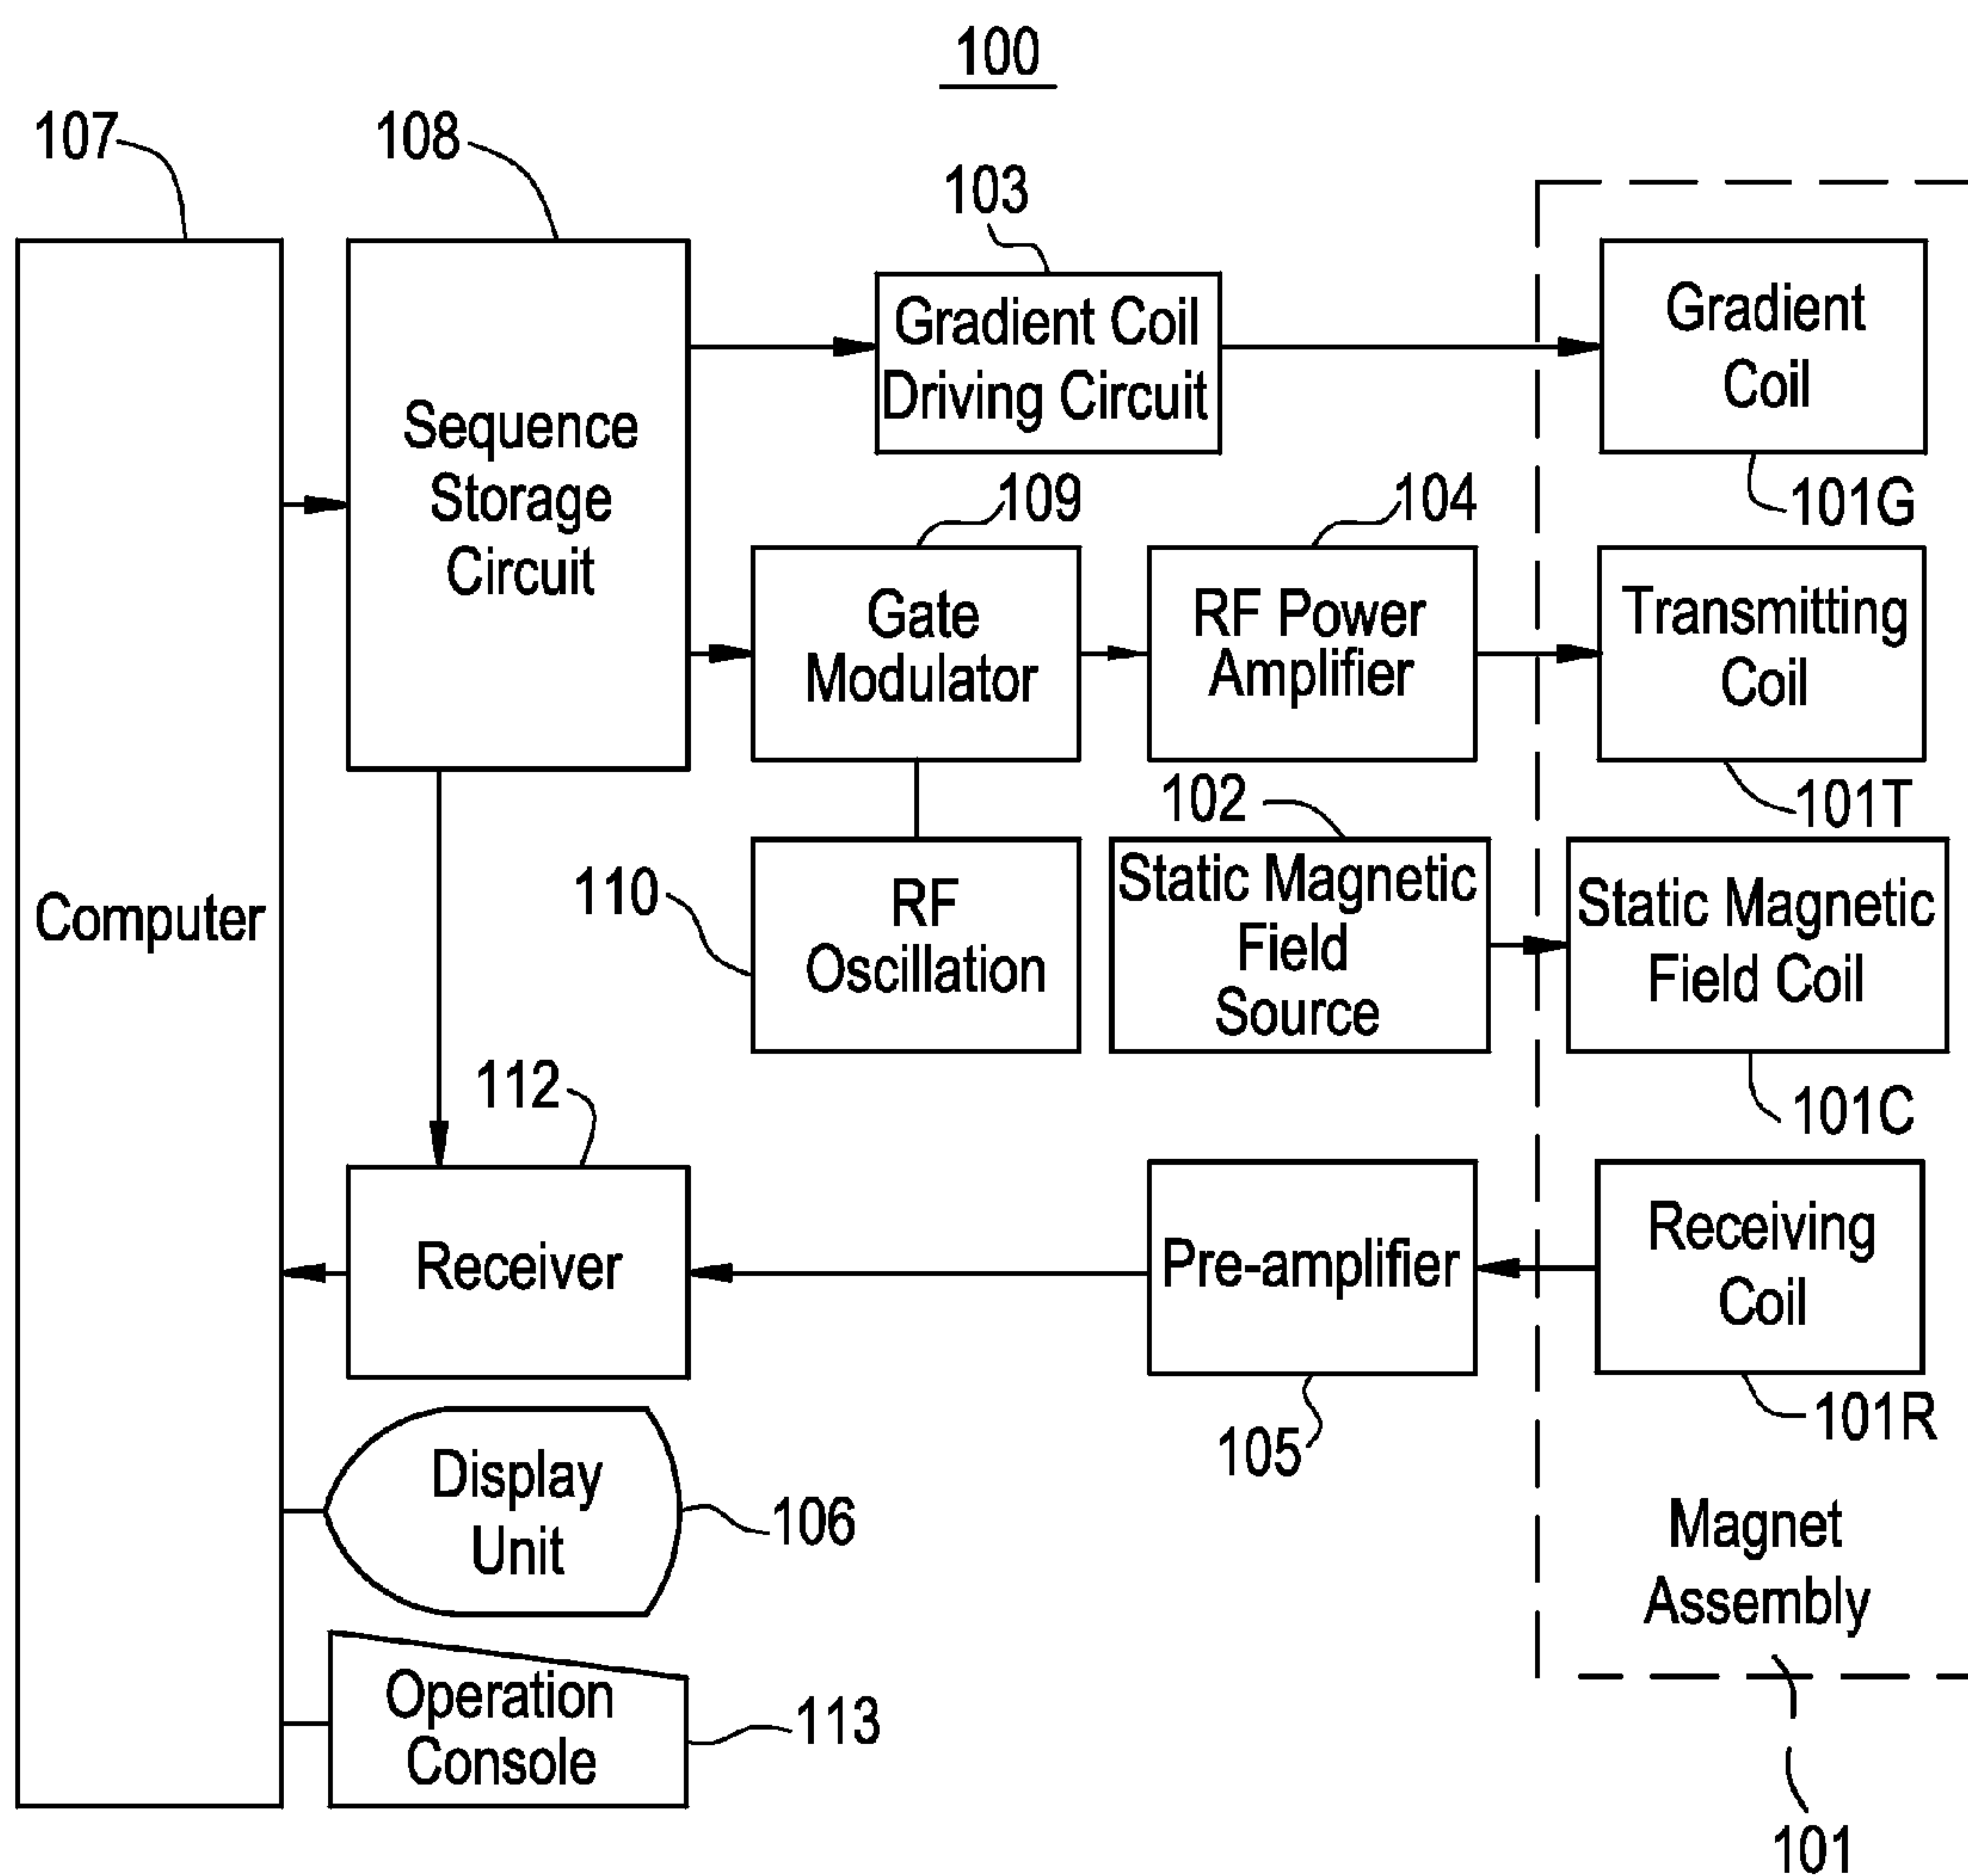 100
107
108
103
Gradient Coil
Driving Circuit
Gradient
Coil
101G
Sequence
Storage
Circuit
109
104
Gate
Modulator
RF Power
Amplifier
Transmitting
Coil
101T
102
110
RF
Oscillation
Static Magnetic
Field
Source
Static Magnetic
Field Coil
101C
Computer
112
Receiver
Pre-amplifier
105
Receiving
Coil
101R
Display
Unit
106
Magnet
Assembly
Operation
Console
113
101